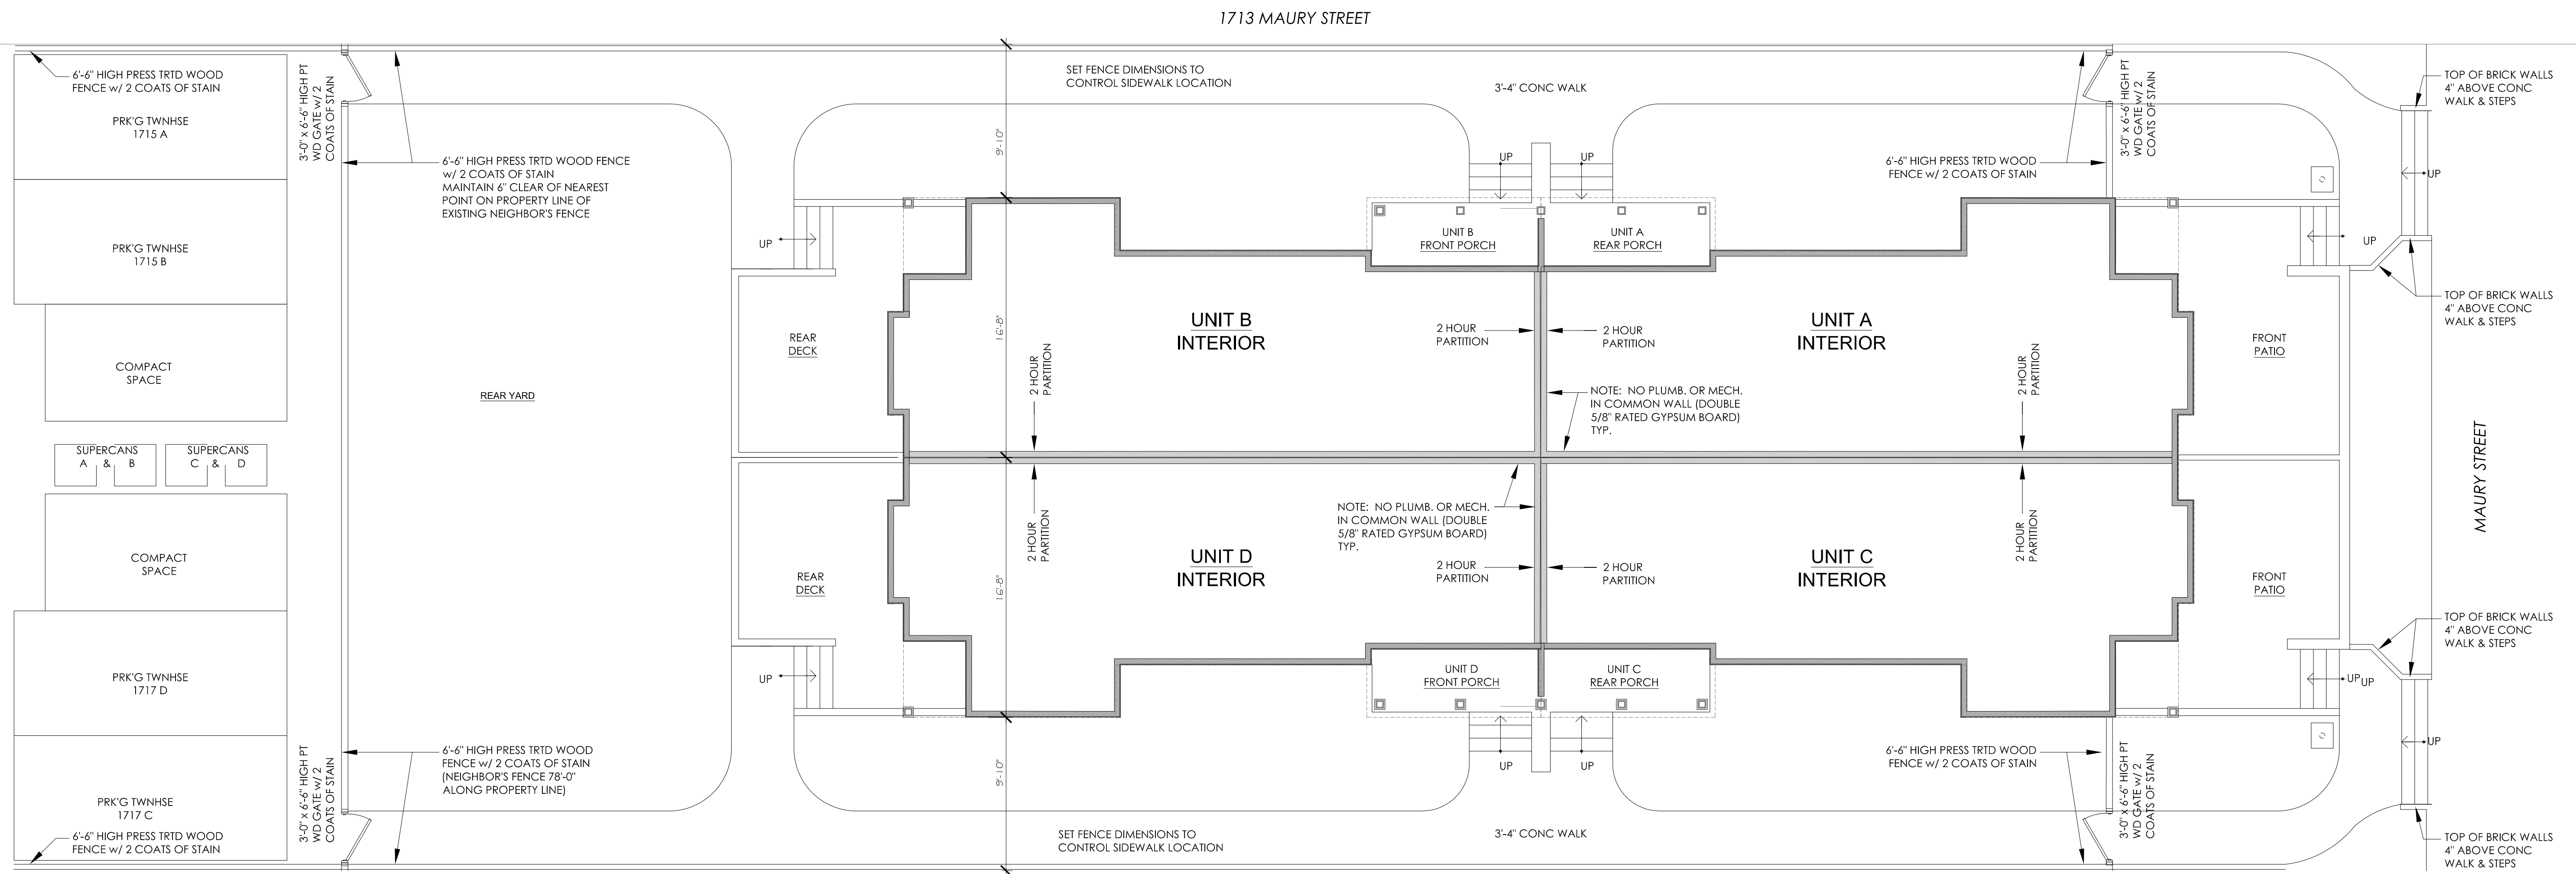 1713 MAURY STREET
6'-6" HIGH PRESS TRTD WOOD
FENCE w/ 2 COATS OF STAIN
PRK'G TWNHSE
1715 A
3'-0" x 6'-6" HIGH PT
WD GATE w/ 2
COATS OF STAIN
6'-6" HIGH PRESS TRTD WOOD FENCE
w/ 2 COATS OF STAIN
MAINTAIN 6" CLEAR OF NEAREST
POINT ON PROPERTY LINE OF
EXISTING NEIGHBOR'S FENCE
SET FENCE DIMENSIONS TO
CONTROL SIDEWALK LOCATION
9'-10"
3'-4" CONC WALK
UP
UP
6'-6" HIGH PRESS TRTD WOOD
FENCE w/ 2 COATS OF STAIN
3'-0" x 6'-6" HIGH PT
WD GATE w/ 2
COATS OF STAIN
TOP OF BRICK WALLS
4" ABOVE CONC
WALK & STEPS
UP
PRK'G TWNHSE
1715 B
UP
UNIT B
FRONT PORCH
UNIT A
REAR PORCH
UP
TOP OF BRICK WALLS
4" ABOVE CONC
WALK & STEPS
COMPACT
SPACE
REAR YARD
REAR
DECK
16'-8"
UNIT B
INTERIOR
2 HOUR
PARTITION
2 HOUR
PARTITION
2 HOUR
PARTITION
UNIT A
INTERIOR
2 HOUR
PARTITION
FRONT
PATIO
NOTE: NO PLUMB. OR MECH.
IN COMMON WALL (DOUBLE
5/8" RATED GYPSUM BOARD)
TYP.
SUPERCANS
A & B
SUPERCANS
C & D
MAURY STREET
COMPACT
SPACE
REAR
DECK
2 HOUR
PARTITION
16'-8"
UNIT D
INTERIOR
NOTE: NO PLUMB. OR MECH.
IN COMMON WALL (DOUBLE
5/8" RATED GYPSUM BOARD)
TYP.
2 HOUR
PARTITION
2 HOUR
PARTITION
UNIT C
INTERIOR
2 HOUR
PARTITION
FRONT
PATIO
TOP OF BRICK WALLS
4" ABOVE CONC
WALK & STEPS
PRK'G TWNHSE
1717 D
UP
UNIT D
FRONT PORCH
UNIT C
REAR PORCH
UP
UP
UP
3'-0" x 6'-6" HIGH PT
WD GATE w/ 2
COATS OF STAIN
6'-6" HIGH PRESS TRTD WOOD
FENCE w/ 2 COATS OF STAIN
(NEIGHBOR'S FENCE 78'-0"
ALONG PROPERTY LINE)
9'-10"
UP
UP
6'-6" HIGH PRESS TRTD WOOD
FENCE w/ 2 COATS OF STAIN
3'-0" x 6'-6" HIGH PT
WD GATE w/ 2
COATS OF STAIN
PRK'G TWNHSE
1717 C
6'-6" HIGH PRESS TRTD WOOD
FENCE w/ 2 COATS OF STAIN
SET FENCE DIMENSIONS TO
CONTROL SIDEWALK LOCATION
3'-4" CONC WALK
TOP OF BRICK WALLS
4" ABOVE CONC
WALK & STEPS